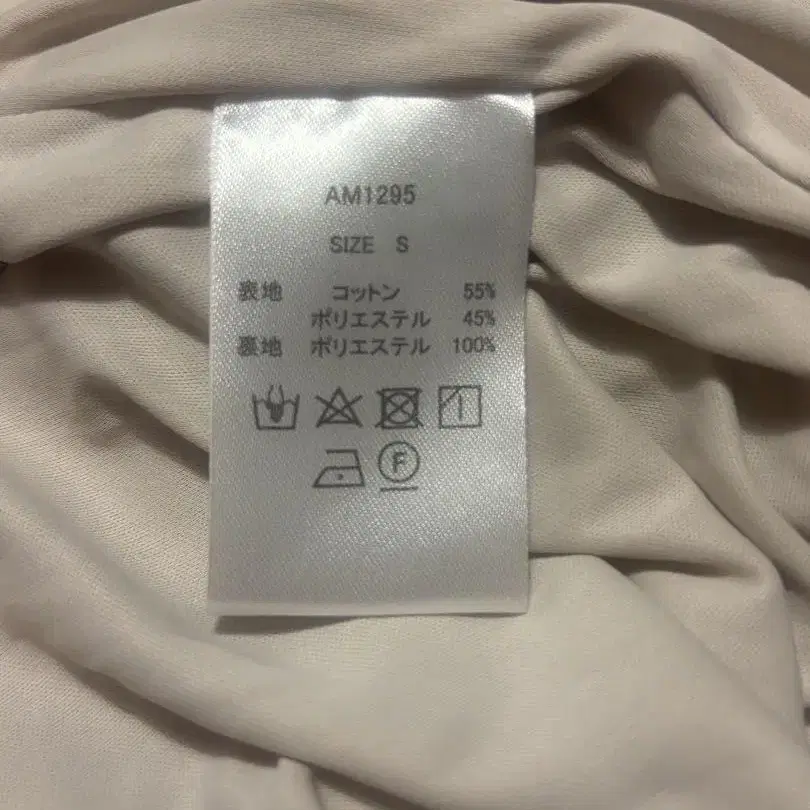 AM1295
SIZE S
表地 コットン 55%
ポリエステル 45%
裏地 ポリエステル 100%
F